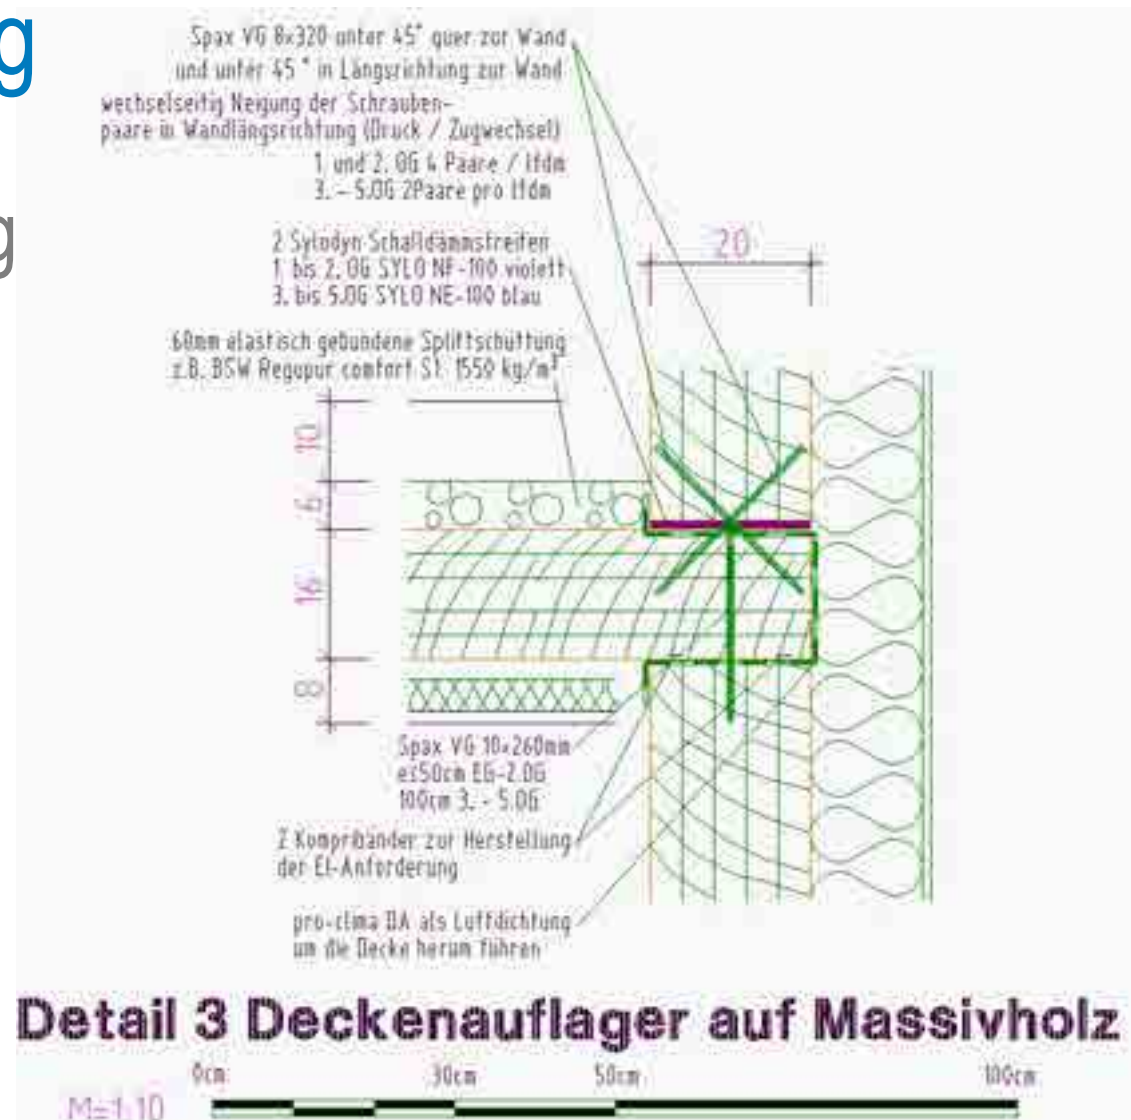 g
g
Spax VG 8x320 unter 45° quer zur Wand
und unter 45° in Längsrichtung zur Wand
wechselseitig Neigung der Schrauben-
paare in Wandlängsrichtung (Druck / Zugwechsel)
1 und 2. OG 4 Paare / lfdm
3. - 5.OG 2Paare pro lfdm
2 Sylodyn Schalldämmstreifen
1. bis 2. OG SYLO NF-100 violett
3. bis 5.OG SYLO NE-100 blau
60mm elastisch gebundene Splittschüttung
z.B. BSW Regupur comfort S1 1550 kg/m³
20
10
6
16
8
Spax VG 10x260mm
e≤50cm EG-2.OG
100cm 3. - 5.OG
2 Kompribänder zur Herstellung
der EI-Anforderung
pro-clima DA als Luftdichtung
um die Decke herum führen
Detail 3 Deckenauflager auf Massivholz
0cm 30cm 50cm 100cm
M=1:10